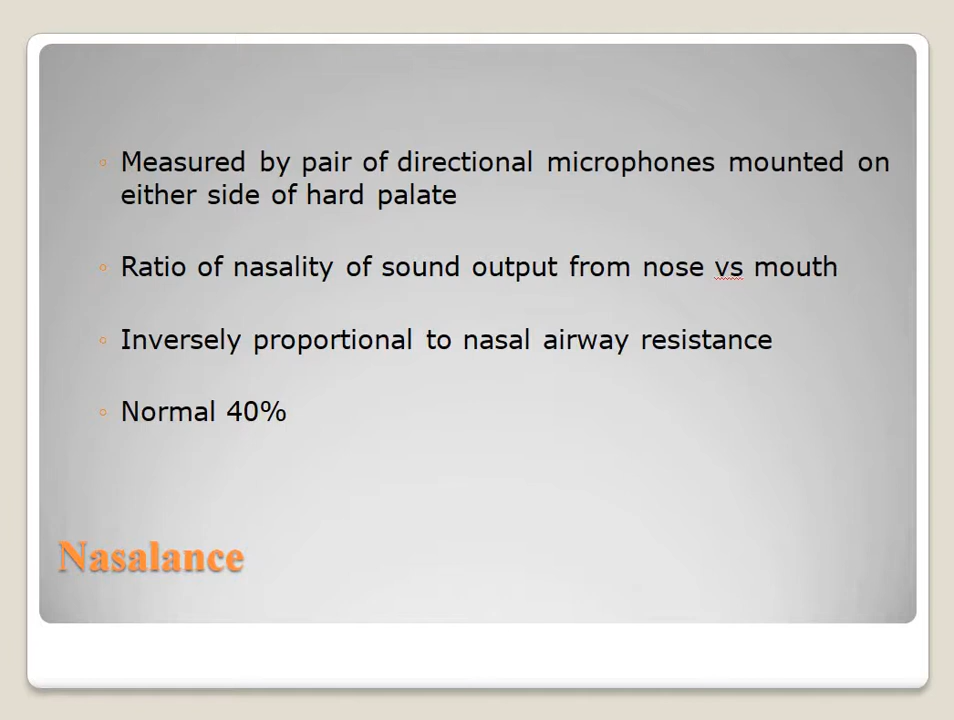 Measured by pair of directional microphones mounted on
either side of hard palate
Ratio of nasality of sound output from nose vs mouth
Inversely proportional to nasal airway resistance
Normal 40%
Nasalance